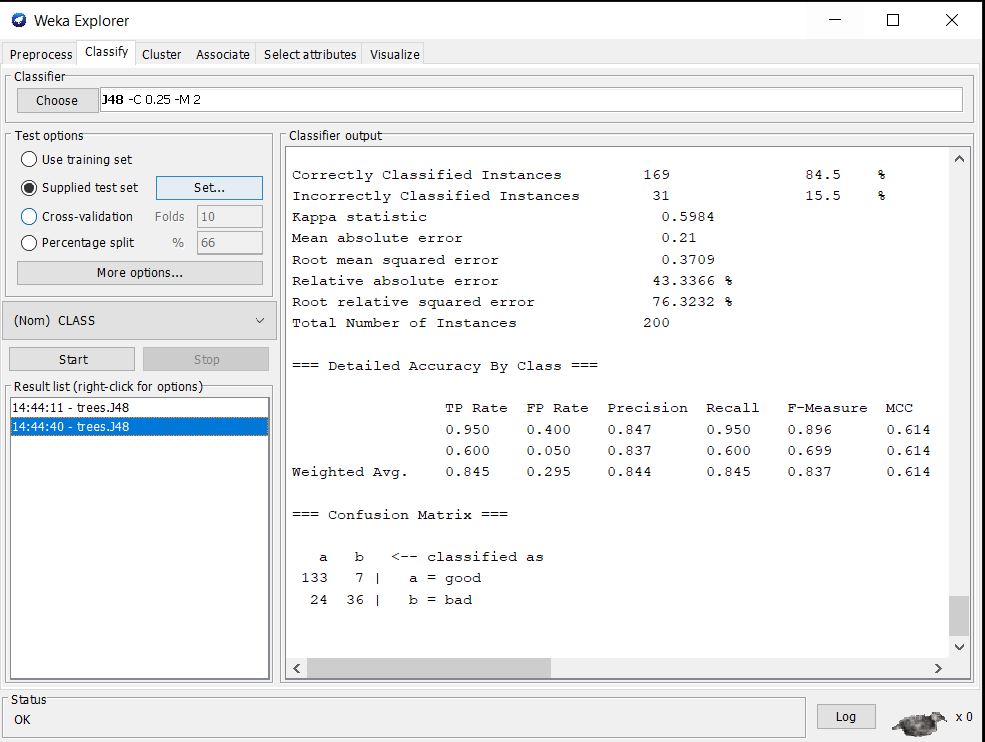 Weka Explorer
Preprocess Classify Cluster Associate Select attributes Visualize
Classifier
Choose J48 -C 0.25 -M 2
Test options
Use training set
Supplied test set Set...
Cross-validation Folds 10
Percentage split % 66
More options...
(Nom) CLASS
Start Stop
Result list (right-click for options)
14:44:11 - trees.J48
14:44:40 - trees.J48
Classifier output
Correctly Classified Instances 169 84.5 %
Incorrectly Classified Instances 31 15.5 %
Kappa statistic 0.5984
Mean absolute error 0.21
Root mean squared error 0.3709
Relative absolute error 43.3366 %
Root relative squared error 76.3232 %
Total Number of Instances 200
=== Detailed Accuracy By Class ===
TP Rate FP Rate Precision Recall F-Measure MCC
0.950 0.400 0.847 0.950 0.896 0.614
0.600 0.050 0.837 0.600 0.699 0.614
Weighted Avg. 0.845 0.295 0.844 0.845 0.837 0.614
=== Confusion Matrix ===
a b <-- classified as
133 7 | a = good
24 36 | b = bad
Status
OK
Log x 0